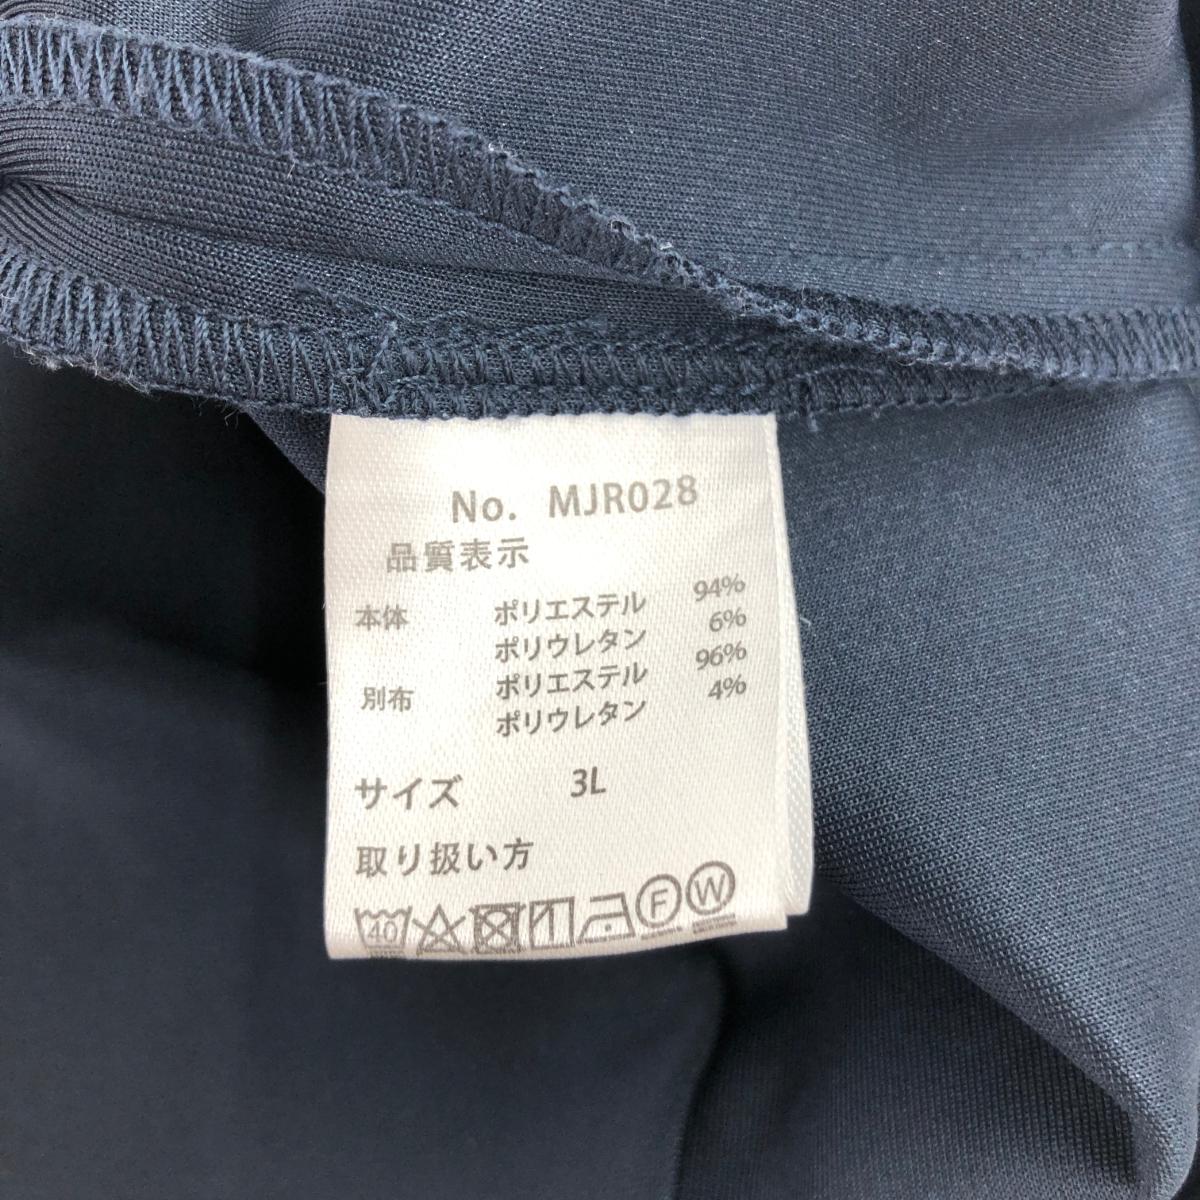 No. MJR028
品質表示
本体 ポリエステル 94%
ポリウレタン 6%
別布 ポリエステル 96%
ポリウレタン 4%
サイズ 3L
取り扱い方
40 F W